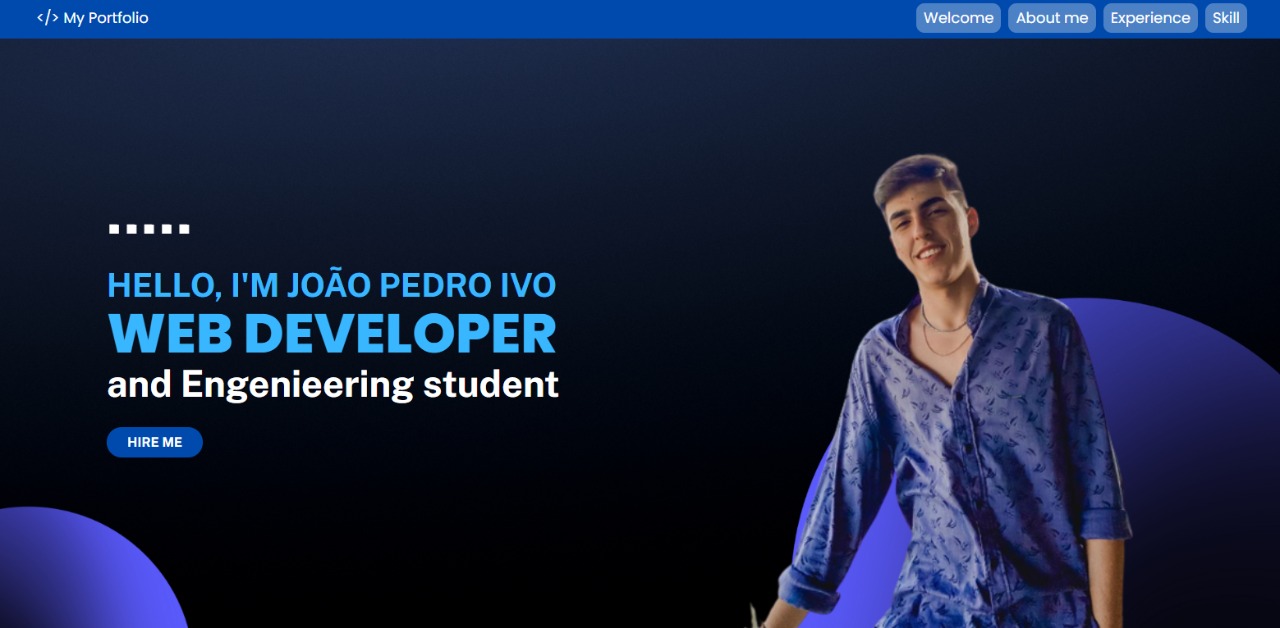 </> My Portfolio
Welcome About me Experience Skill
HELLO, I'M JOÃO PEDRO IVO
WEB DEVELOPER
and Engenieering student
HIRE ME